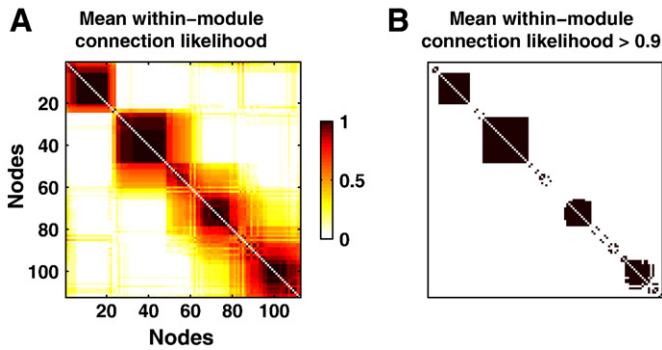 A
Mean within−module
connection likelihood
B
Mean within−module
connection likelihood > 0.9
Nodes
20
40
60
80
100
20 40 60 80 100
Nodes
1
0.5
0